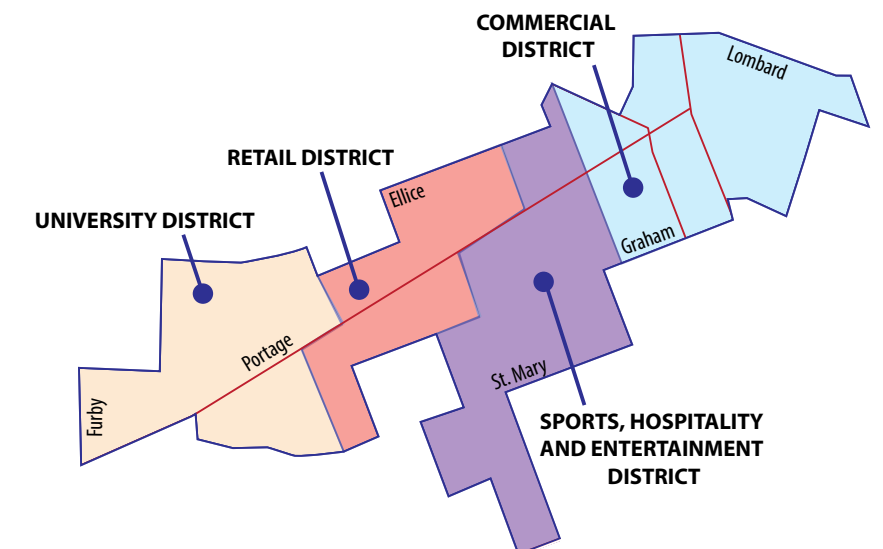 COMMERCIAL
DISTRICT
Lombard
RETAIL DISTRICT
Ellice
UNIVERSITY DISTRICT
Graham
Portage
St. Mary
Furby
SPORTS, HOSPITALITY
AND ENTERTAINMENT
DISTRICT